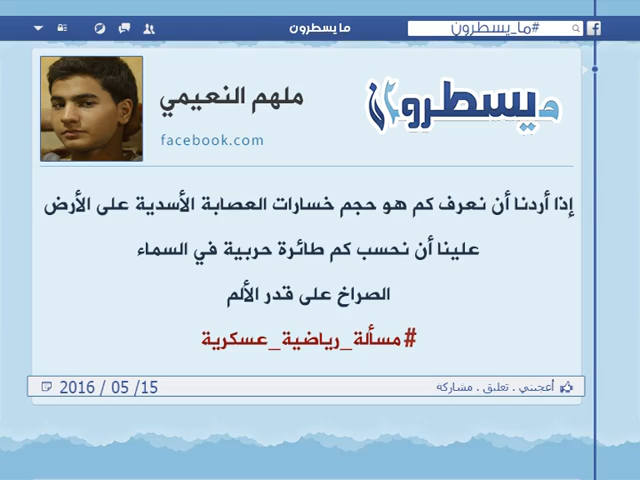 ما يسطرون
#ما_يسطرون
ما يسطرون
ملهم النعيمي
facebook.com
إذا أردنا أن نعرف كم هو حجم خسارات العصابة الأسدية على الأرض
علينا أن نحسب كم طائرة حربية في السماء
الصراخ على قدر الألم
#مسألة_رياضية_عسكرية
أعجبني . تعليق . مشاركة
2016 / 05 /15